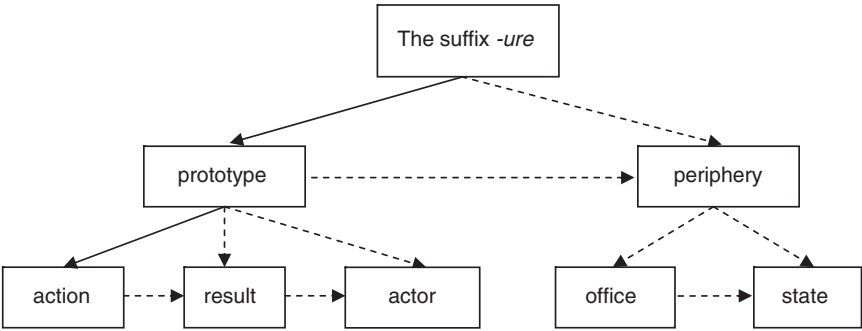 The suffix -ure
prototype
periphery
action
result
actor
office
state